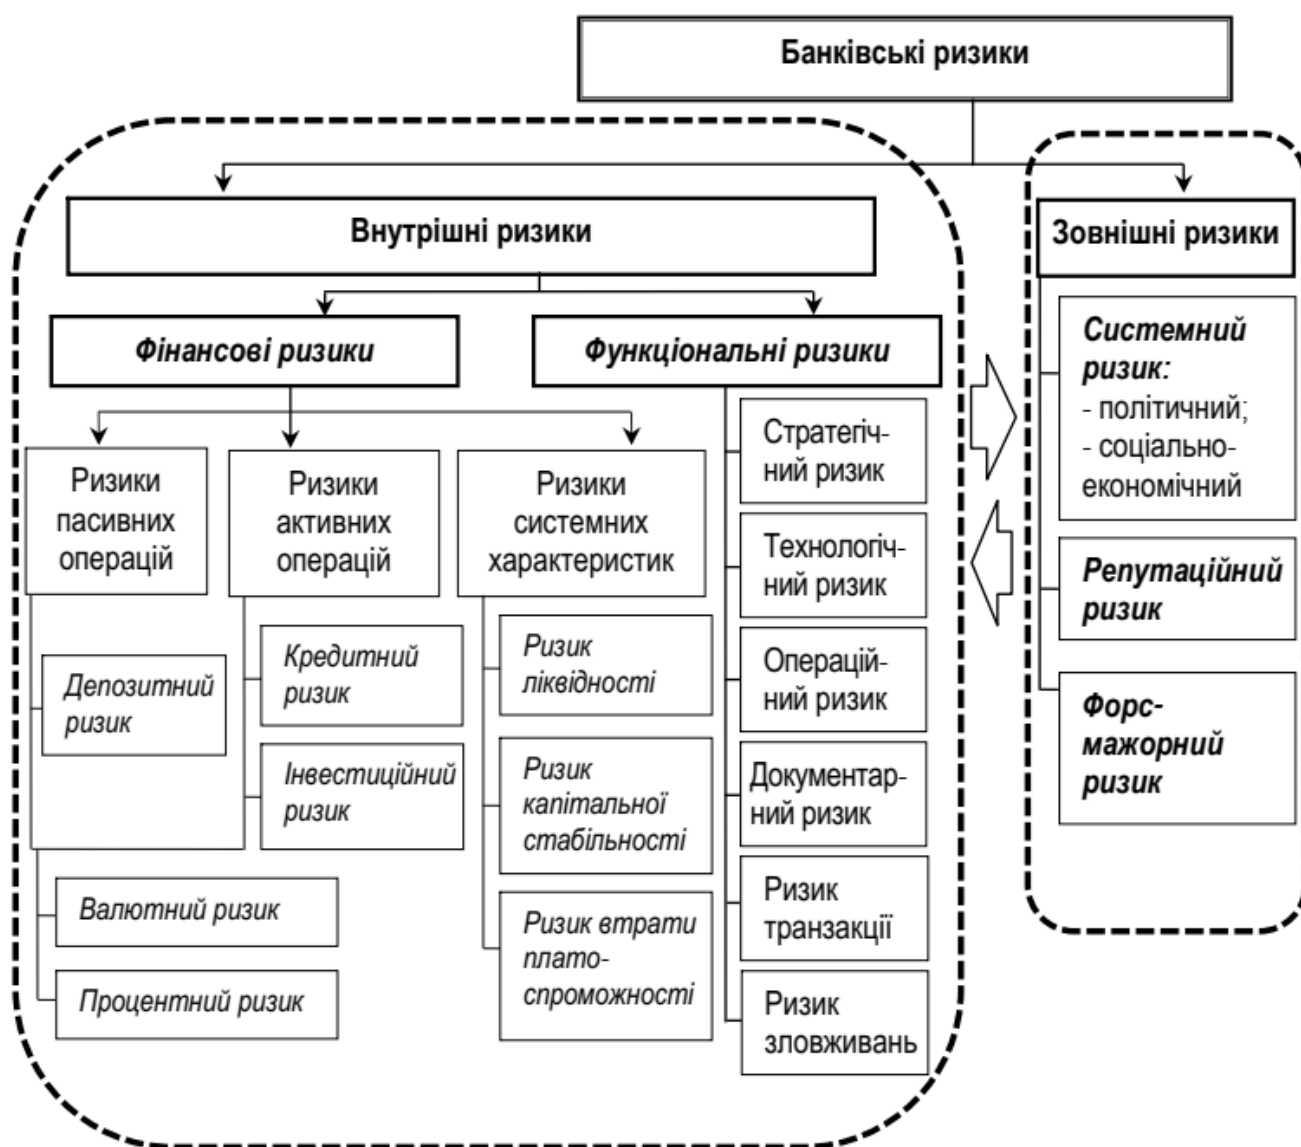 Банківські ризики
Внутрішні ризики
Зовнішні ризики
Фінансові ризики
Функціональні ризики
Ризики
пасивних
операцій
Депозитний
ризик
Ризики
активних
операцій
Кредитний
ризик
Інвестиційний
ризик
Валютний ризик
Процентний ризик
Ризики
системних
характеристик
Ризик
ліквідності
Ризик
капітальної
стабільності
Ризик втрати
плато-
спроможності
Стратегіч-
ний ризик
Технологіч-
ний ризик
Операцій-
ний ризик
Документар-
ний ризик
Ризик
транзакції
Ризик
зловживань
Системний
ризик:
- політичний;
- соціально-
економічний
Репутаційний
ризик
Форс-
мажорний
ризик